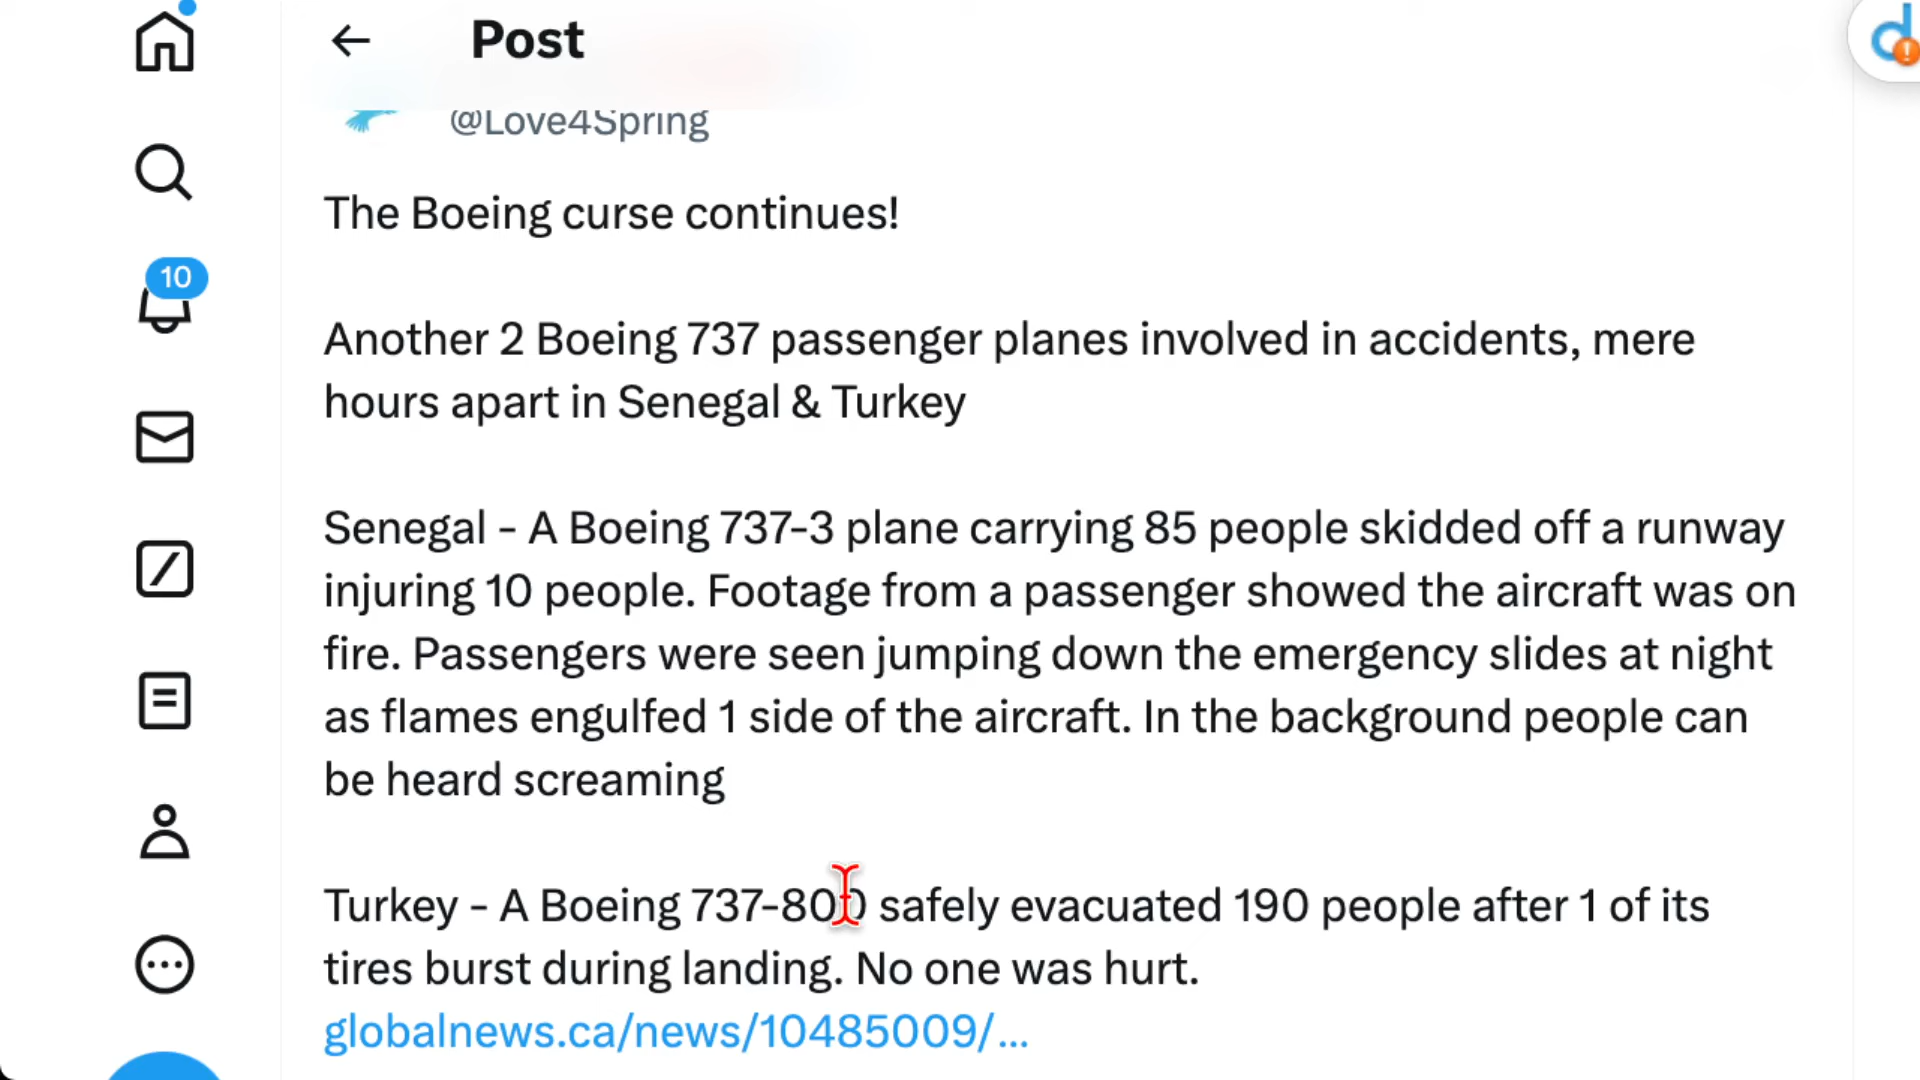 Post
@Love4Spring
The Boeing curse continues!
10
Another 2 Boeing 737 passenger planes involved in accidents, mere
hours apart in Senegal & Turkey
Senegal - A Boeing 737-3 plane carrying 85 people skidded off a runway
injuring 10 people. Footage from a passenger showed the aircraft was on
fire. Passengers were seen jumping down the emergency slides at night
as flames engulfed 1 side of the aircraft. In the background people can
be heard screaming
Turkey - A Boeing 737-800 safely evacuated 190 people after 1 of its
tires burst during landing. No one was hurt.
globalnews.ca/news/10485009/...